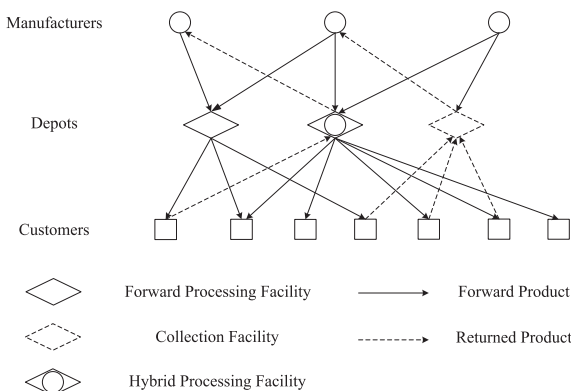 Manufacturers
Depots
Customers
Forward Processing Facility
Forward Product
Collection Facility
Returned Product
Hybrid Processing Facility